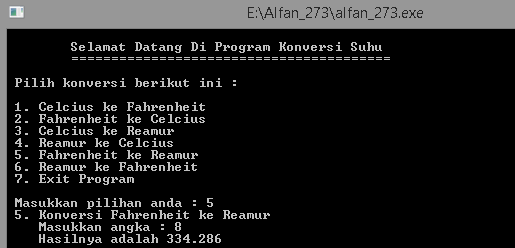 E:\Alfan_273\alfan_273.exe
Selamat Datang Di Program Konversi Suhu
========================================
Pilih konversi berikut ini :
1. Celcius ke Fahrenheit
2. Fahrenheit ke Celcius
3. Celcius ke Reamur
4. Reamur ke Celcius
5. Fahrenheit ke Reamur
6. Reamur ke Fahrenheit
7. Exit Program
Masukkan pilihan anda : 5
5. Konversi Fahrenheit ke Reamur
Masukkan angka : 8
Hasilnya adalah 334.286